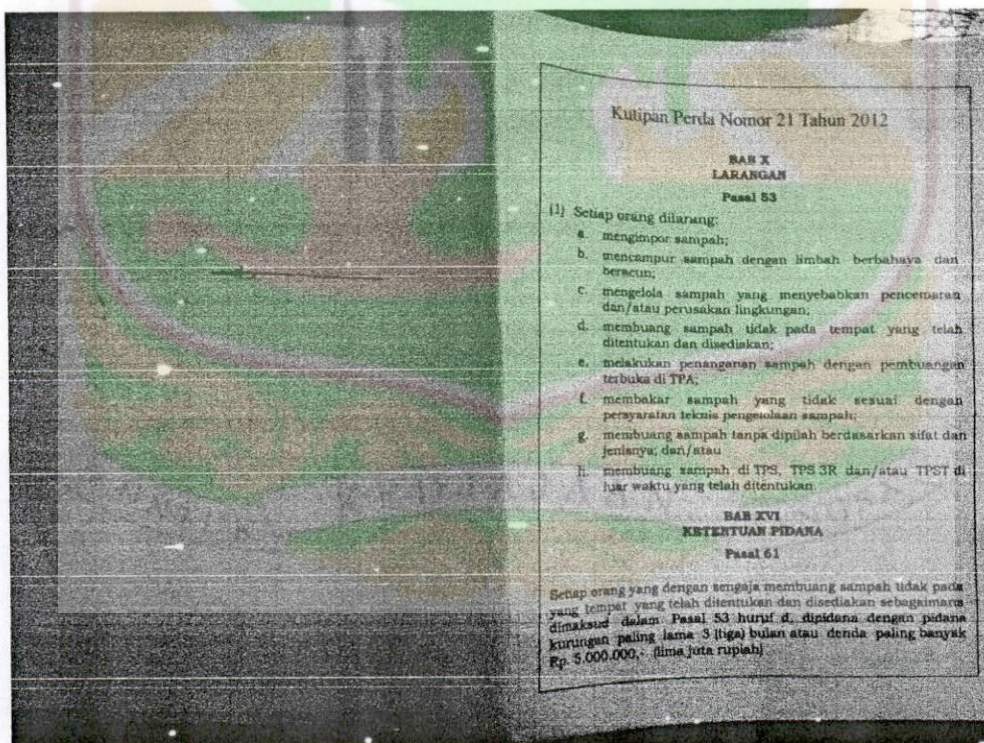 Kutipan Perda Nomor 21 Tahun 2012
BAB X
LARANGAN
Pasal 53
(1) Setiap orang dilarang:
a. mengimpor sampah;
b. mencampur sampah dengan limbah berbahaya dan
beracun;
c. mengelola sampah yang menyebabkan pencemaran
dan/atau perusakan lingkungan;
d. membuang sampah tidak pada tempat yang telah
ditentukan dan disediakan;
e. melakukan penanganan sampah dengan pembuangan
terbuka di TPA;
f. membakar sampah yang tidak sesuai dengan
persyaratan teknis pengelolaan sampah;
g. membuang sampah tanpa dipilah berdasarkan sifat dan
jenisnya; dan/atau
h. membuang sampah di TPS, TPS 3R dan/atau TPST di
luar waktu yang telah ditentukan.
BAB XVI
KETENTUAN PIDANA
Pasal 61
Setiap orang yang dengan sengaja membuang sampah tidak pada
yang tempat yang telah ditentukan dan disediakan sebagaimana
dimaksud dalam Pasal 53 huruf d, dipidana dengan pidana
kurungan paling lama 3 (tiga) bulan atau denda paling banyak
Rp. 5.000.000,- (lima juta rupiah)